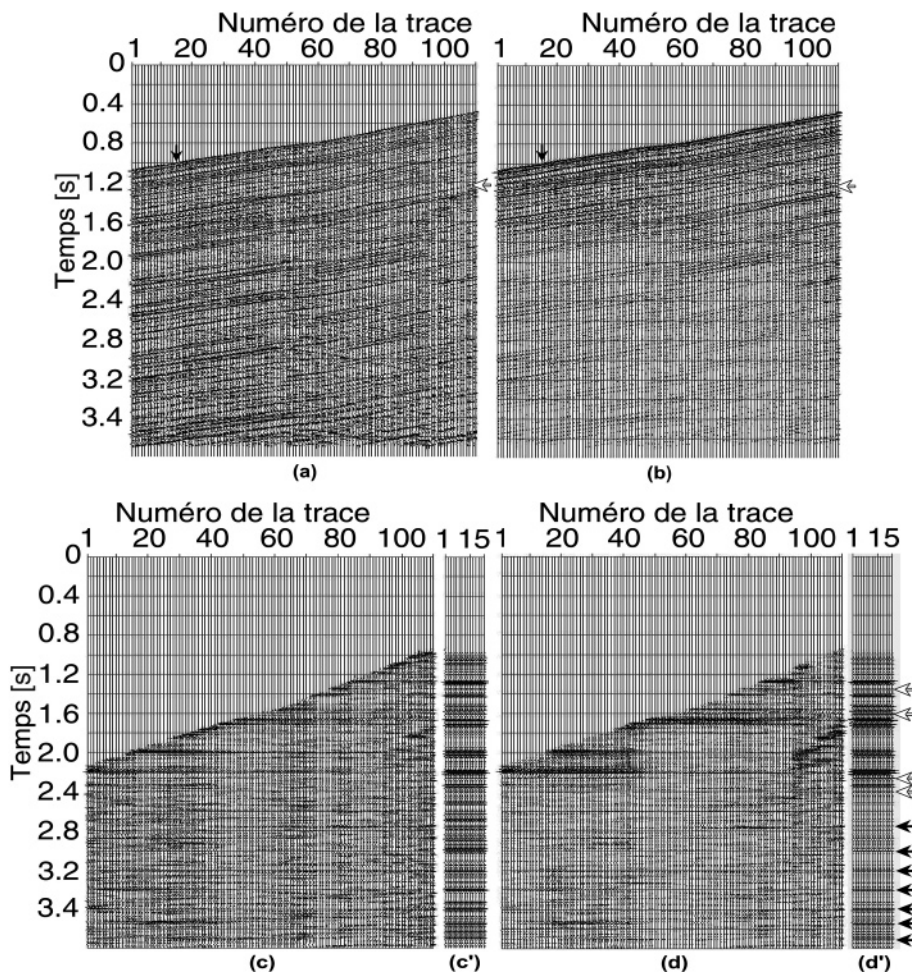 Numéro de la trace Numéro de la trace
1 20 40 60 80 100 1 20 40 60 80 100
0
0.4
0.8
1.2
1.6
2.0
2.4
2.8
3.2
3.4
Temps [s]
(a) (b)
Numéro de la trace Numéro de la trace
1 20 40 60 80 100 1 15 1 20 40 60 80 100 1 15
0
0.4
0.8
1.2
1.6
2.0
2.4
2.8
3.2
3.4
Temps [s]
(c) (c') (d) (d')